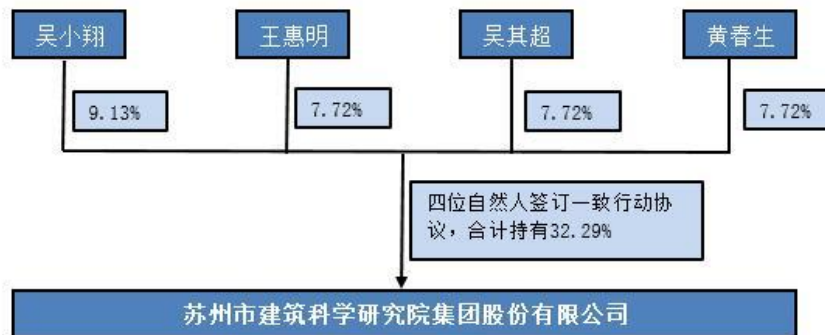 吴小翔
王惠明
吴其超
黄春生
9.13%
7.72%
7.72%
7.72%
四位自然人签订一致行动协
议，合计持有32.29%
苏州市建筑科学研究院集团股份有限公司